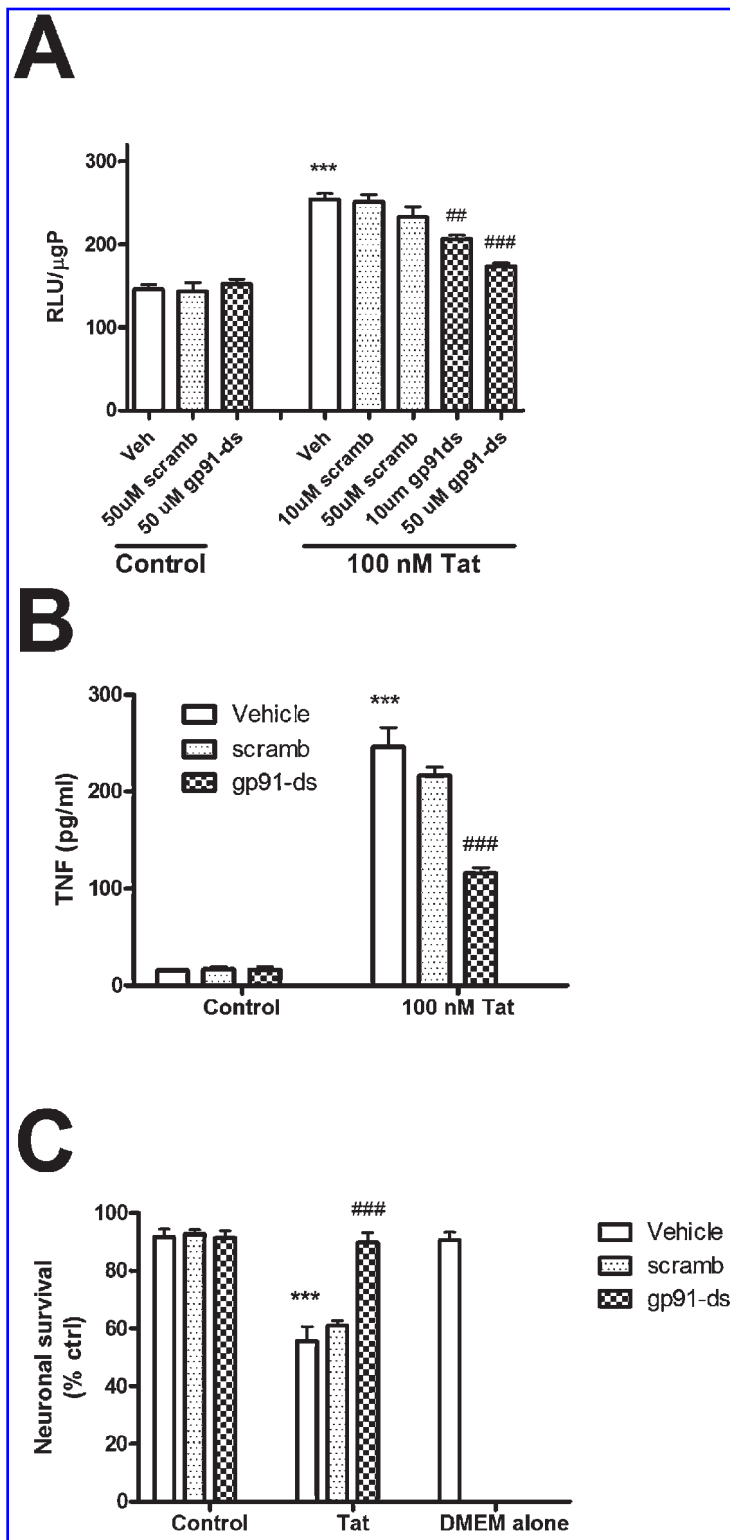 A
300
200
100
0
RLU/µgP
***
##
###
Veh
50uM scramb
50 uM gp91-ds
Veh
10uM scramb
50uM scramb
10um gp91ds
50 uM gp91-ds
Control
100 nM Tat
B
300
200
100
0
TNF (pg/ml)
Vehicle
scramb
gp91-ds
***
###
Control
100 nM Tat
C
100
80
60
40
20
0
Neuronal survival
(% ctrl)
***
###
Vehicle
scramb
gp91-ds
Control
Tat
DMEM alone